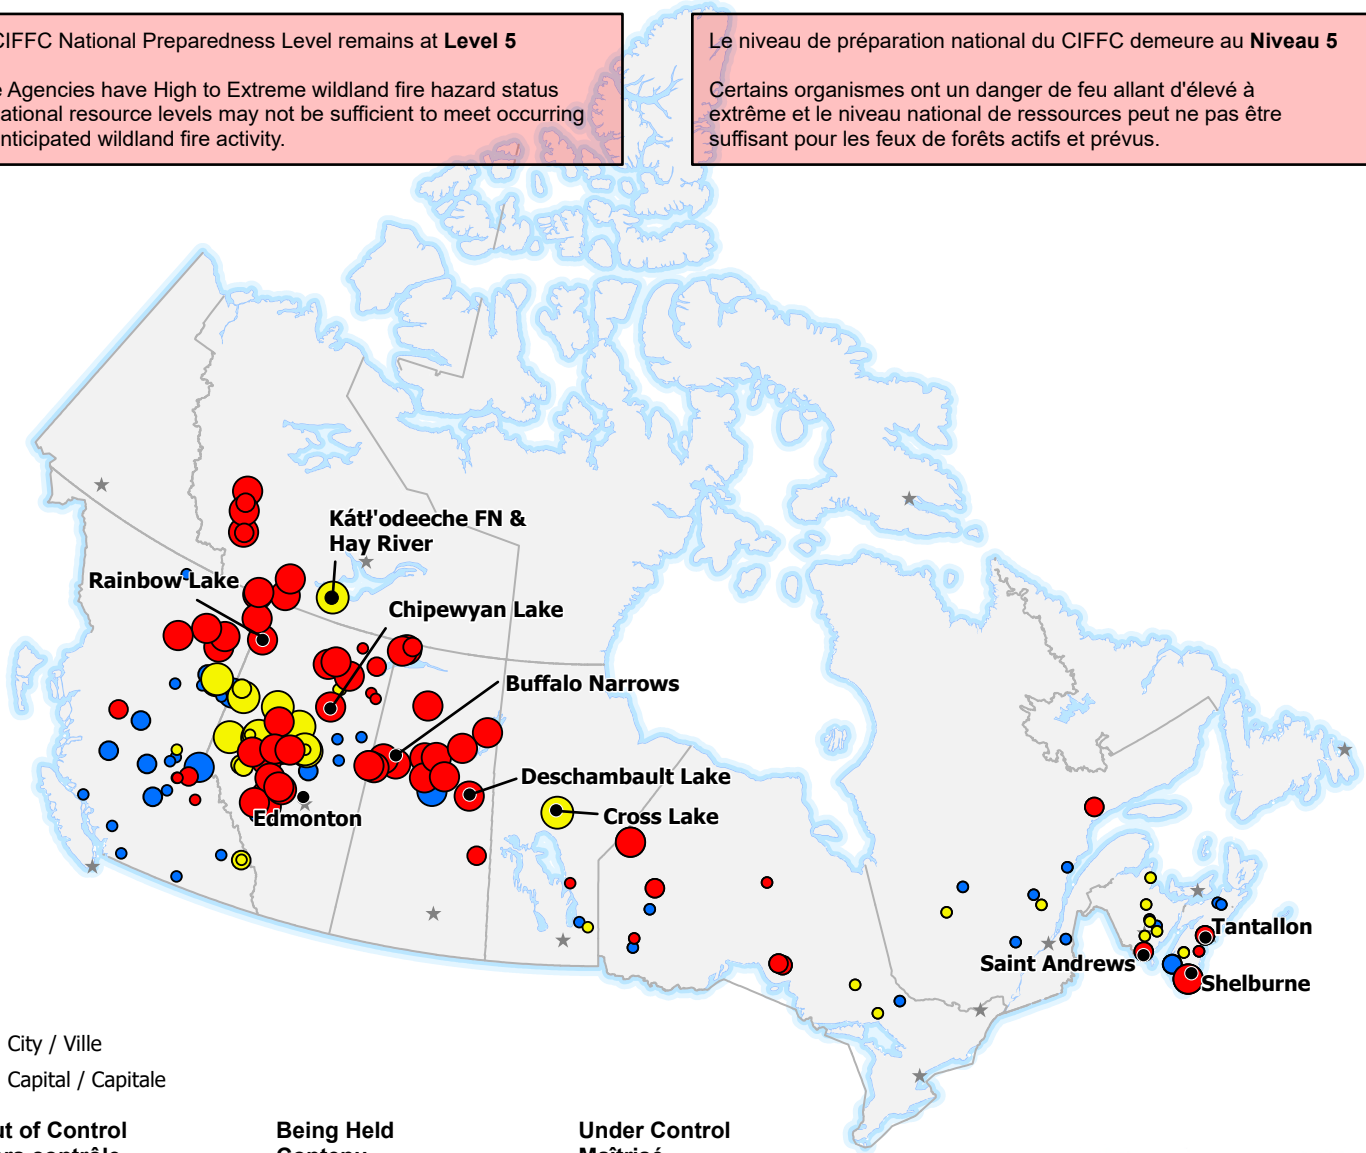 CIFFC National Preparedness Level remains at Level 5
Agencies have High to Extreme wildland fire hazard status
ational resource levels may not be sufficient to meet occurring
nticipated wildland fire activity.
Le niveau de préparation national du CIFFC demeure au Niveau 5
Certains organismes ont un danger de feu allant d'élevé à
extrême et le niveau national de ressources peut ne pas être
suffisant pour les feux de forêts actifs et prévus.
Kátł'odeeche FN &
Hay River
Rainbow Lake
Chipewyan Lake
Buffalo Narrows
Deschambault Lake
Cross Lake
Edmonton
Tantallon
Saint Andrews
Shelburne
City / Ville
Capital / Capitale
ut of Control
Being Held
Under Control
contrôle
Contenu
Maîtrisé